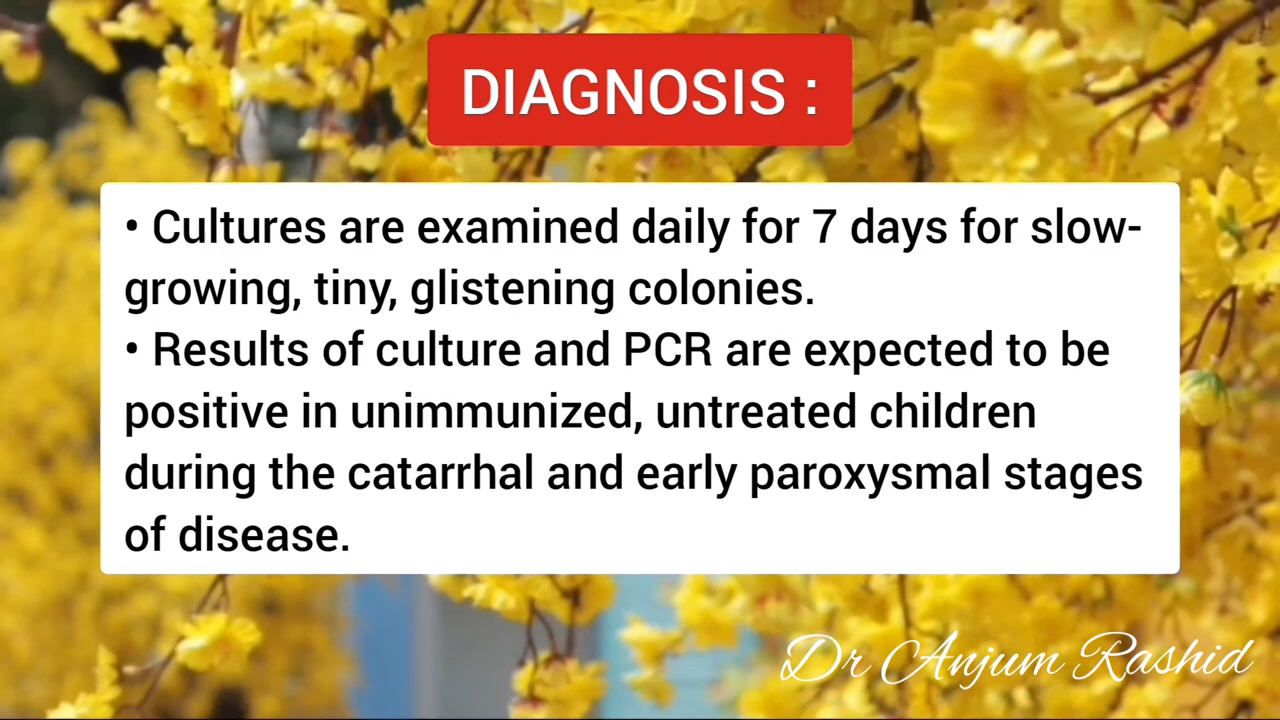 DIAGNOSIS :
• Cultures are examined daily for 7 days for slow-
growing, tiny, glistening colonies.
• Results of culture and PCR are expected to be
positive in unimmunized, untreated children
during the catarrhal and early paroxysmal stages
of disease.
Dr Anjum Rashid